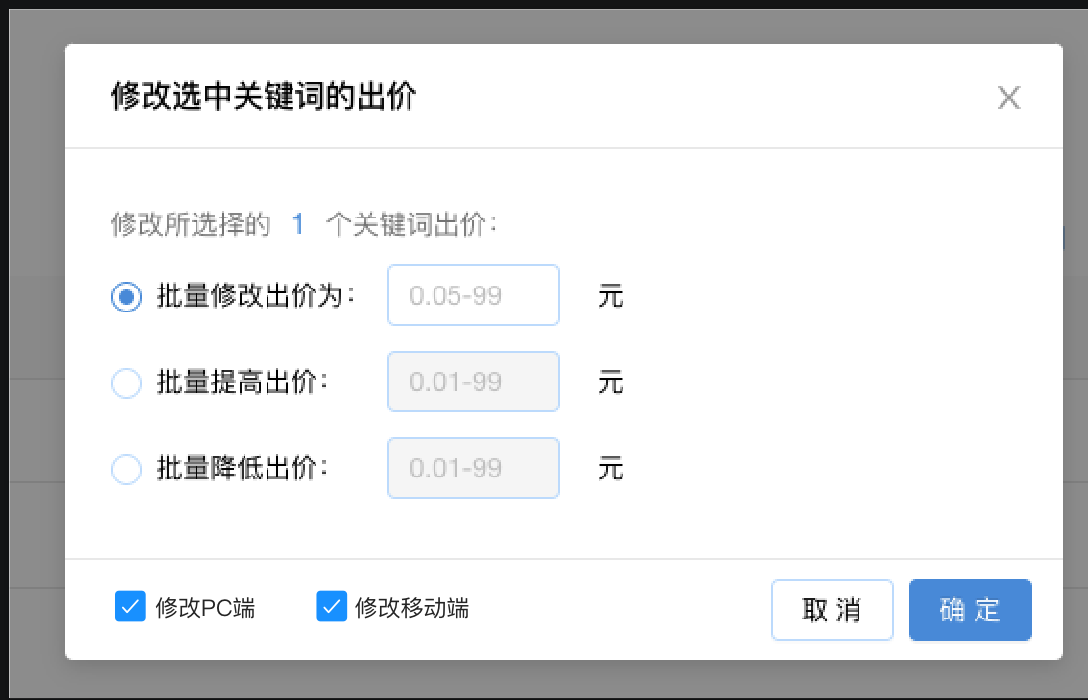 修改选中关键词的出价
修改所选择的 1 个关键词出价：
批量修改出价为： 0.05-99 元
批量提高出价： 0.01-99 元
批量降低出价： 0.01-99 元
修改PC端 修改移动端 取消 确定